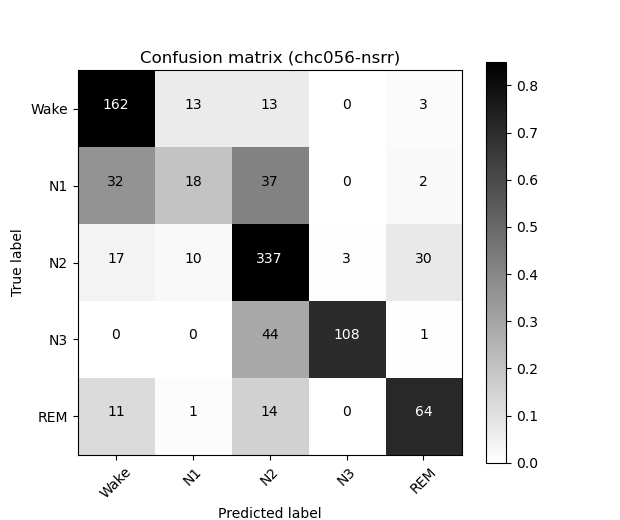 Confusion matrix (chc056-nsrr)
Wake 162 13 13 0 3
N1 32 18 37 0 2
N2 17 10 337 3 30
N3 0 0 44 108 1
REM 11 1 14 0 64
Wake N1 N2 N3 REM
Predicted label
True label
0.8
0.7
0.6
0.5
0.4
0.3
0.2
0.1
0.0